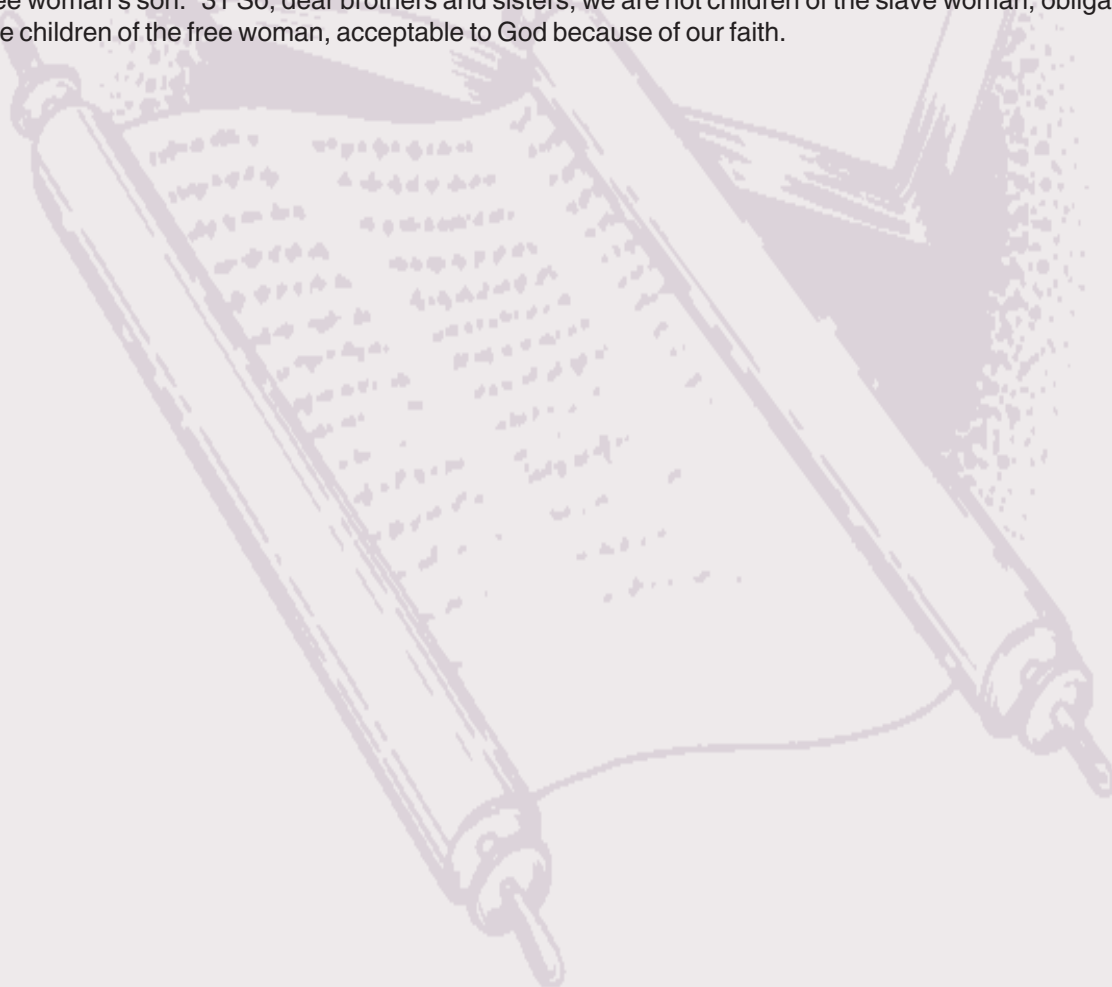 woman's son.” 31 So, dear brothers and sisters, we are not children of the slave woman,
children of the free woman, acceptable to God because of our faith.